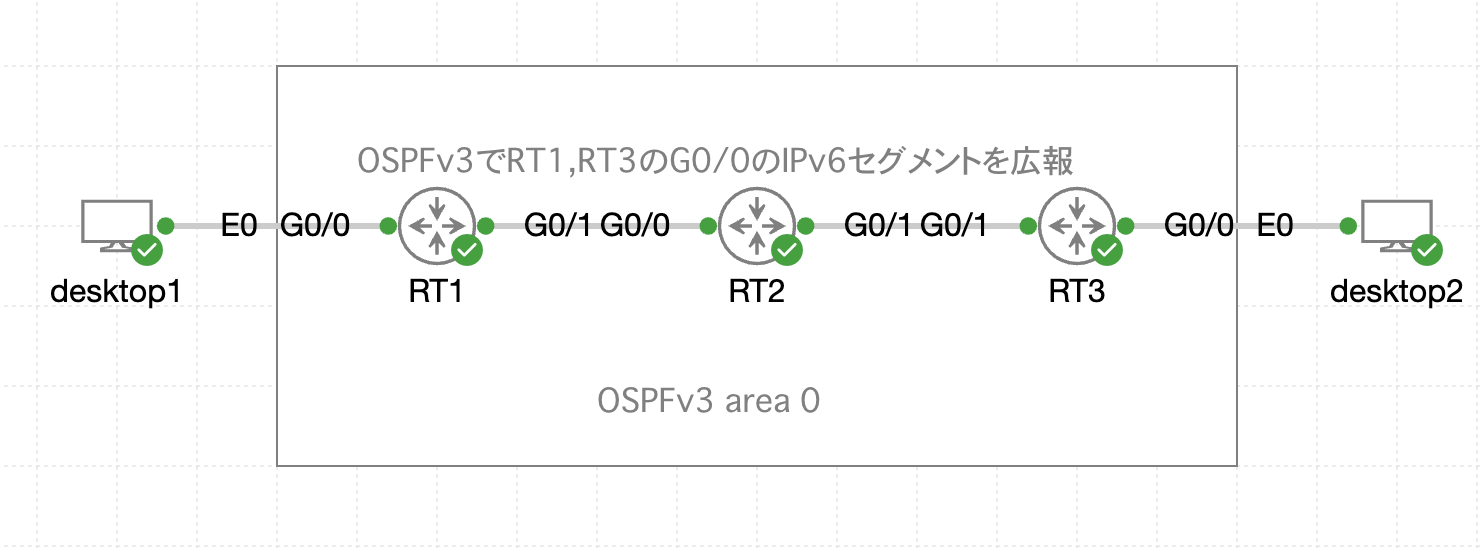 OSPFv3でRT1,RT3のG0/0のIPv6セグメントを広報
E0 G0/0 G0/1 G0/0 G0/1 G0/1 G0/0 E0
desktop1 RT1 RT2 RT3 desktop2
OSPFv3 area 0